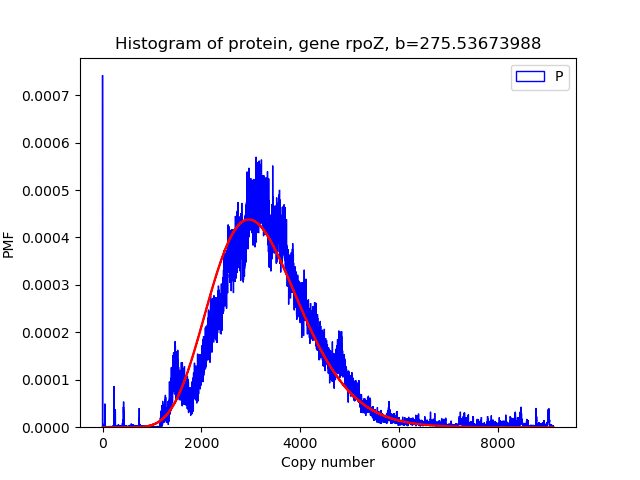 Histogram of protein, gene rpoZ, b=275.53673988
P
0.0007
0.0006
0.0005
0.0004
0.0003
0.0002
0.0001
0.0000
PMF
0 2000 4000 6000 8000
Copy number